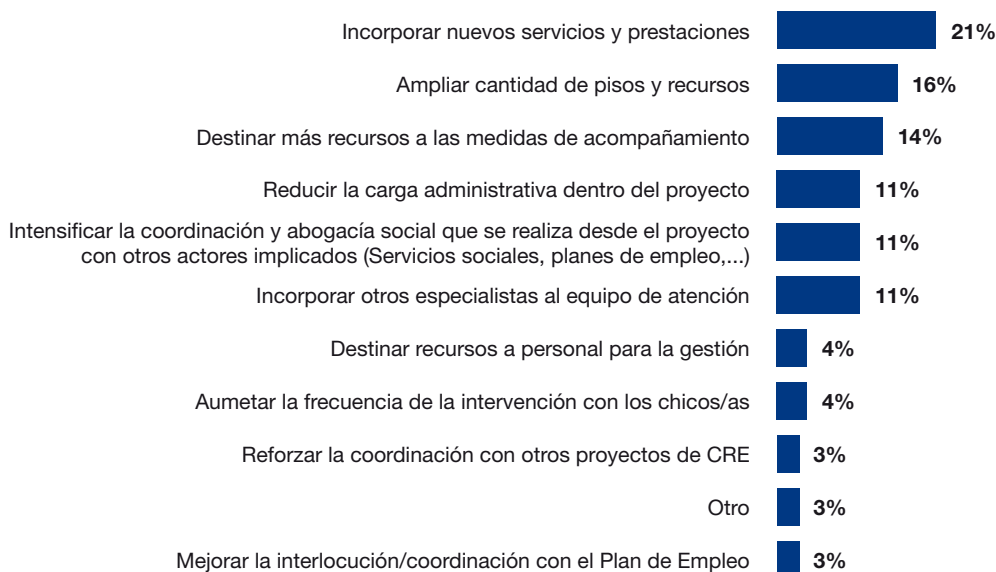 Incorporar nuevos servicios y prestaciones 21%
Ampliar cantidad de pisos y recursos 16%
Destinar más recursos a las medidas de acompañamiento 14%
Reducir la carga administrativa dentro del proyecto 11%
Intensificar la coordinación y abogacía social que se realiza desde el proyecto
con otros actores implicados (Servicios sociales, planes de empleo,...) 11%
Incorporar otros especialistas al equipo de atención 11%
Destinar recursos a personal para la gestión 4%
Aumetar la frecuencia de la intervención con los chicos/as 4%
Reforzar la coordinación con otros proyectos de CRE 3%
Otro 3%
Mejorar la interlocución/coordinación con el Plan de Empleo 3%